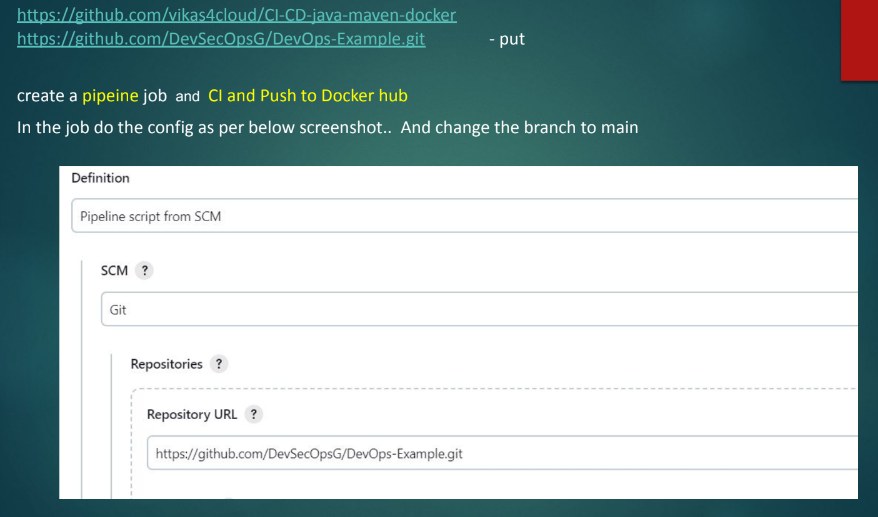 https://github.com/vikas4cloud/CI-CD-java-maven-docker
https://github.com/DevSecOpsG/DevOps-Example.git - put
create a pipeine job and CI and Push to Docker hub
In the job do the config as per below screenshot.. And change the branch to main
Definition
Pipeline script from SCM
SCM ?
Git
Repositories ?
Repository URL ?
https://github.com/DevSecOpsG/DevOps-Example.git